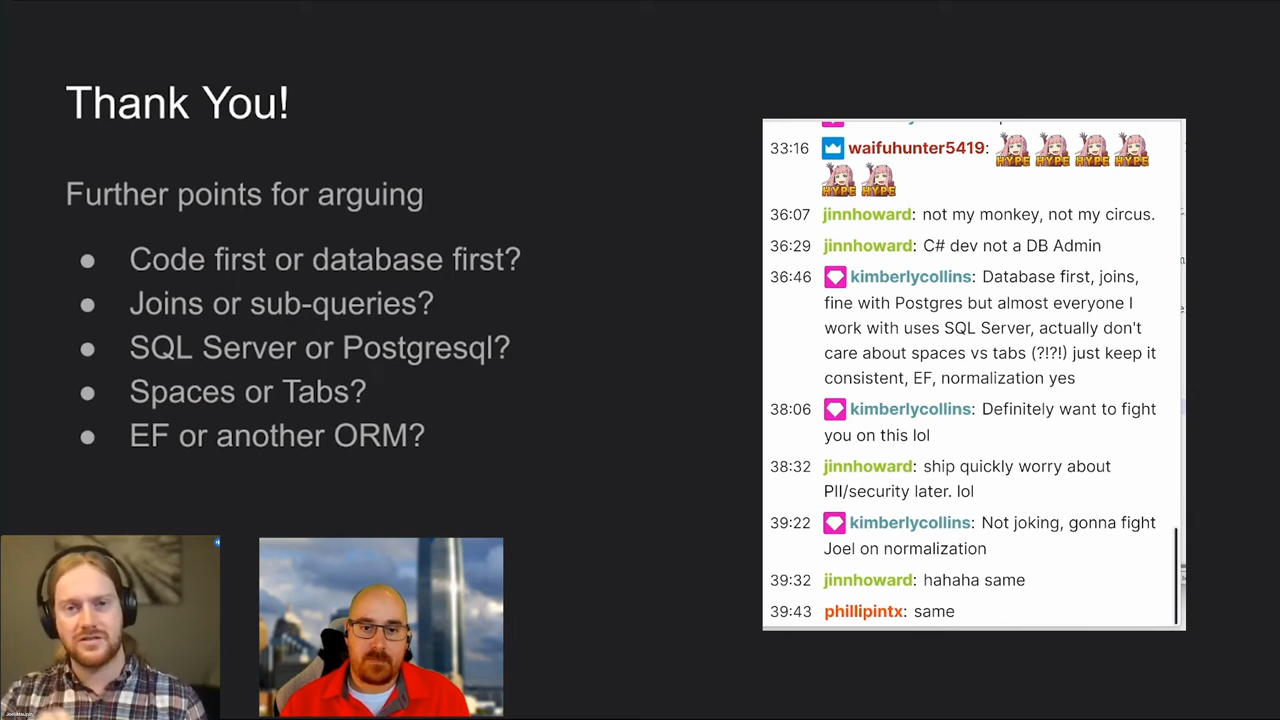 Thank You!
Further points for arguing
● Code first or database first?
● Joins or sub-queries?
● SQL Server or Postgresql?
● Spaces or Tabs?
● EF or another ORM?
33:16 waifuhunter5419: HYPE HYPE HYPE HYPE
HYPE HYPE
36:07 jinnhoward: not my monkey, not my circus.
36:29 jinnhoward: C# dev not a DB Admin
36:46 kimberlycollins: Database first, joins,
fine with Postgres but almost everyone I
work with uses SQL Server, actually don't
care about spaces vs tabs (?!?!) just keep it
consistent, EF, normalization yes
38:06 kimberlycollins: Definitely want to fight
you on this lol
38:32 jinnhoward: ship quickly worry about
PII/security later. lol
39:22 kimberlycollins: Not joking, gonna fight
Joel on normalization
39:32 jinnhoward: hahaha same
39:43 phillipintx: same